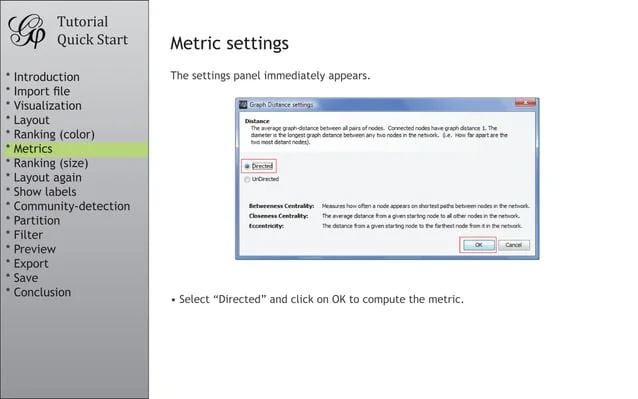 Tutorial
Quick Start
* Introduction
* Import file
* Visualization
* Layout
* Ranking (color)
* Metrics
* Ranking (size)
* Layout again
* Show labels
* Community-detection
* Partition
* Filter
* Preview
* Export
* Save
* Conclusion
Metric settings
The settings panel immediately appears.
Graph Distance settings
Distance
The average graph-distance between all pairs of nodes. Connected nodes have graph distance 1. The
diameter is the longest graph distance between any two nodes in the network. (i.e. How far apart are the
two most distant nodes).
Directed
UnDirected
Betweeness Centrality: Measures how often a node appears on shortest paths between nodes in the network.
Closeness Centrality: The average distance from a given starting node to all other nodes in the network.
Eccentricity: The distance from a given starting node to the farthest node from it in the network.
OK Cancel
• Select “Directed” and click on OK to compute the metric.